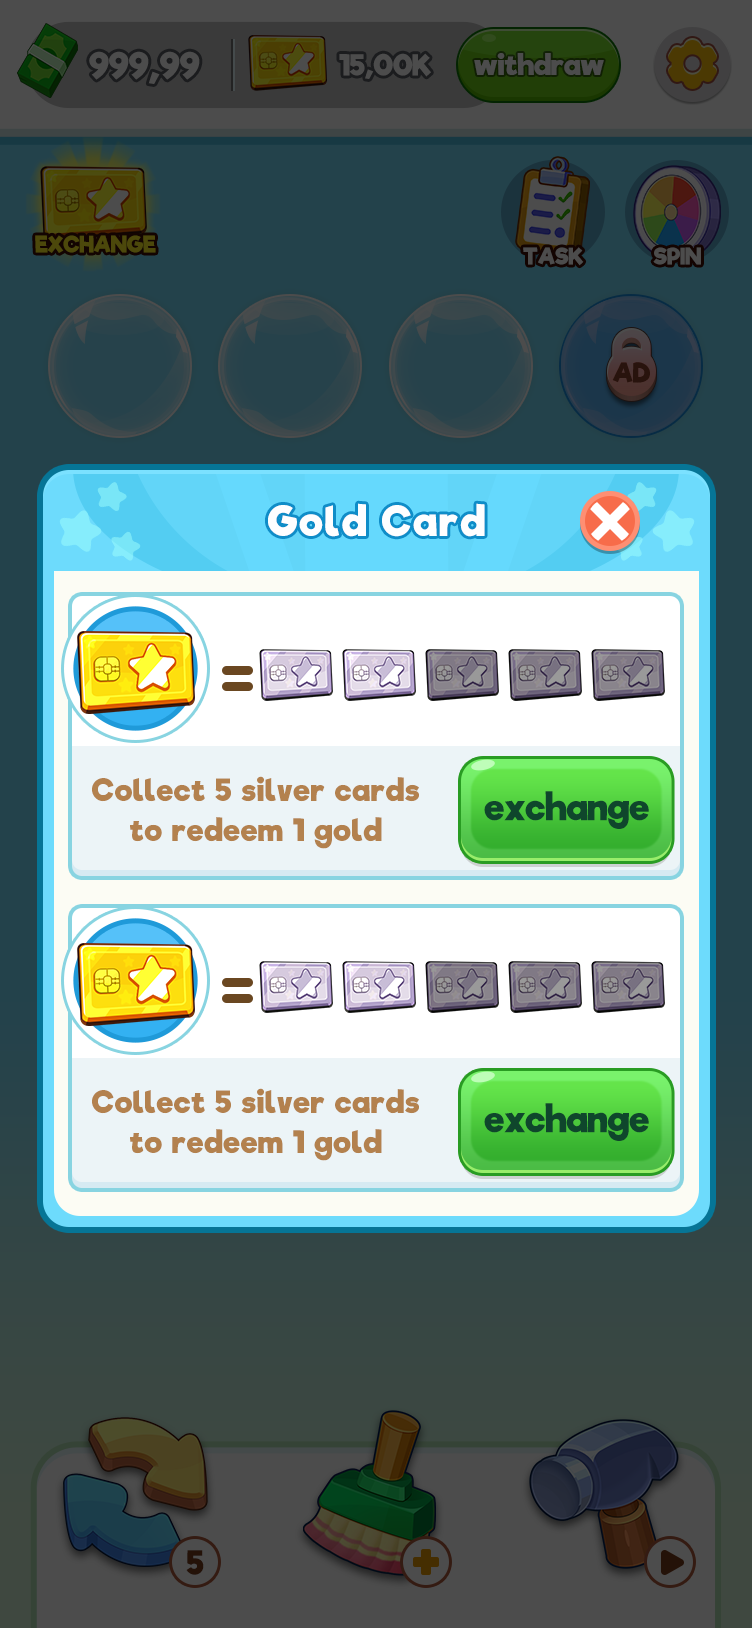 999,99
15,00K
withdraw
EXCHANGE
TASK
SPIN
AD
Gold Card
=
Collect 5 silver cards
to redeem 1 gold
exchange
=
Collect 5 silver cards
to redeem 1 gold
exchange
5